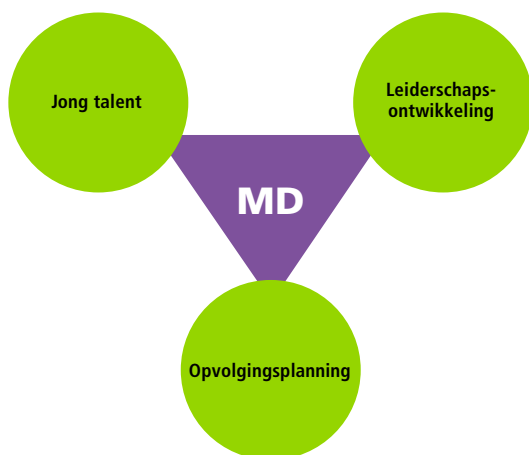 Jong talent
Leiderschaps-
ontwikkeling
MD
Opvolgingsplanning